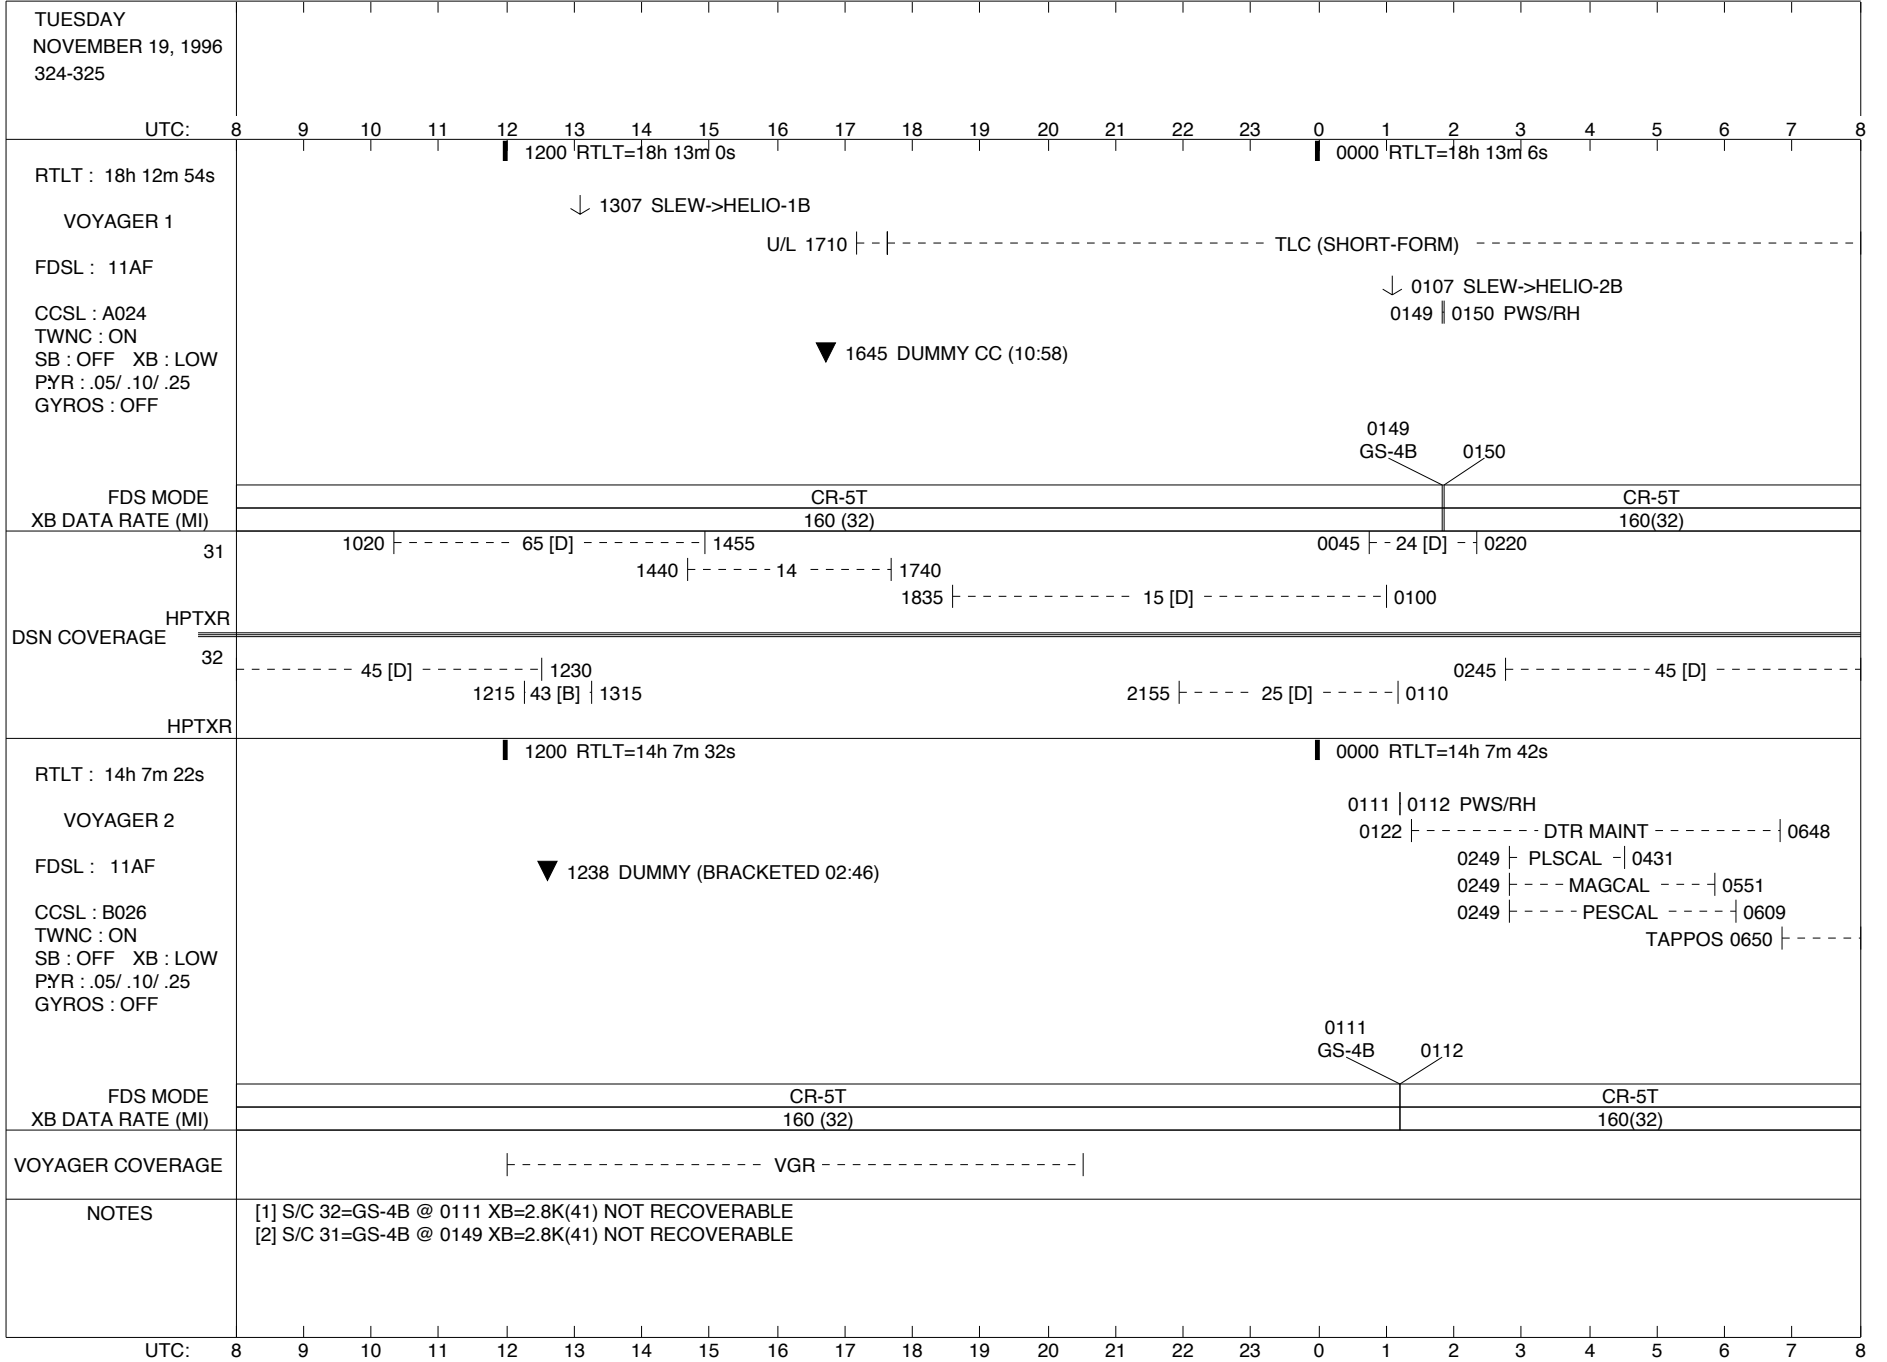 TUESDAY
NOVEMBER 19, 1996
324-325
UTC: 8 9 10 11 12 13 14 15 16 17 18 19 20 21 22 23 0 1 2 3 4 5 6 7 8
1200 RTLT=18h 13m 0s 0000 RTLT=18h 13m 6s
RTLT : 18h 12m 54s
1307 SLEW->HELIO-1B
VOYAGER 1
U/L 1710 TLC (SHORT-FORM)
FDSL : 11AF
0107 SLEW->HELIO-2B
CCSL : A024
0149 0150 PWS/RH
TWNC : ON
SB : OFF XB : LOW
1645 DUMMY CC (10:58)
P:YR : .05/ .10/ .25
GYROS : OFF
0149
GS-4B 0150
FDS MODE CR-5T CR-5T
XB DATA RATE (MI) 160 (32) 160(32)
31 1020 65 [D] 1455 0045 24 [D] 0220
1440 14 1740
1835 15 [D] 0100
HPTXR
DSN COVERAGE
32
45 [D] 1230 0245 45 [D]
1215 43 [B] 1315 2155 25 [D] 0110
HPTXR
1200 RTLT=14h 7m 32s 0000 RTLT=14h 7m 42s
RTLT : 14h 7m 22s
0111 0112 PWS/RH
VOYAGER 2
0122 DTR MAINT 0648
0249 PLSCAL 0431
FDSL : 11AF
1238 DUMMY (BRACKETED 02:46)
0249 MAGCAL 0551
CCSL : B026
0249 PESCAL 0609
TWNC : ON
TAPPOS 0650
SB : OFF XB : LOW
P:YR : .05/ .10/ .25
GYROS : OFF
0111
GS-4B 0112
FDS MODE CR-5T CR-5T
XB DATA RATE (MI) 160 (32) 160(32)
VOYAGER COVERAGE VGR
NOTES [1] S/C 32=GS-4B @ 0111 XB=2.8K(41) NOT RECOVERABLE
[2] S/C 31=GS-4B @ 0149 XB=2.8K(41) NOT RECOVERABLE
UTC: 8 9 10 11 12 13 14 15 16 17 18 19 20 21 22 23 0 1 2 3 4 5 6 7 8